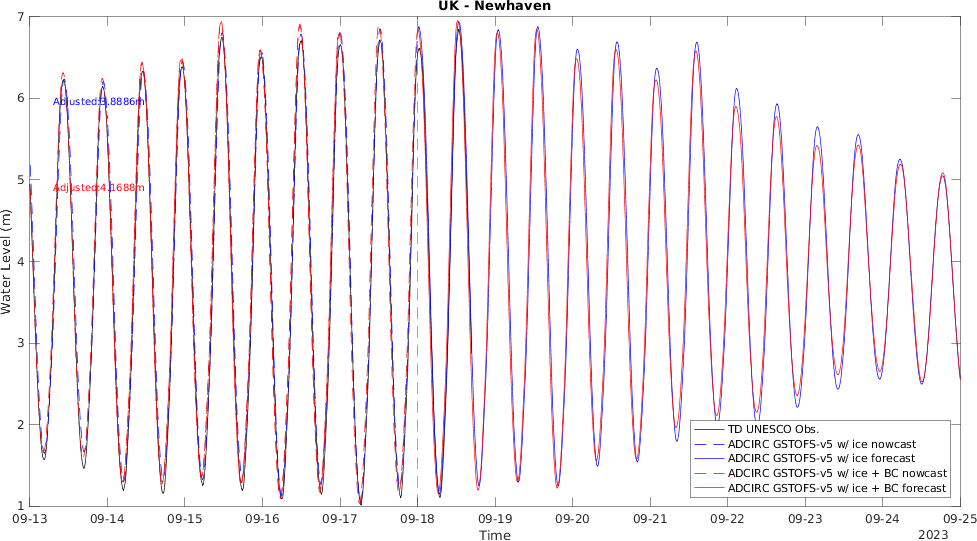 UK - Newhaven
7
6
5
4
3
2
1
Water Level (m)
Adjusted:3.8886m
Adjusted:4.1688m
TD UNESCO Obs.
ADCIRC GSTOFS-v5 w/ ice nowcast
ADCIRC GSTOFS-v5 w/ ice forecast
ADCIRC GSTOFS-v5 w/ ice + BC nowcast
ADCIRC GSTOFS-v5 w/ ice + BC forecast
09-13 09-14 09-15 09-16 09-17 09-18 09-19 09-20 09-21 09-22 09-23 09-24 09-25
Time
2023